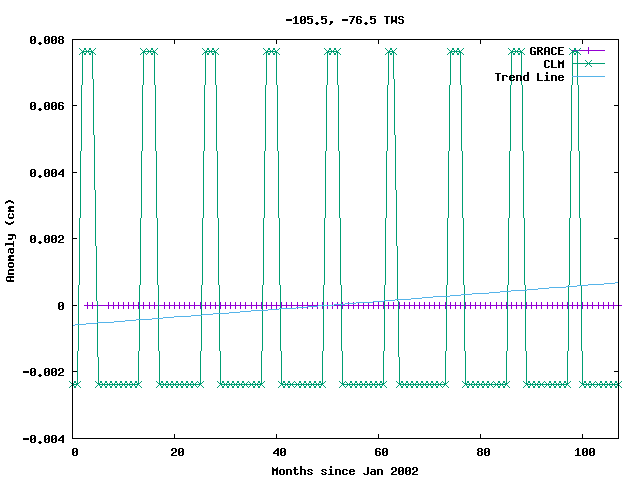 -105.5, -76.5 TWS
GRACE
CLM
Trend Line
0.008
0.006
0.004
0.002
0
-0.002
-0.004
Anomaly (cm)
0 20 40 60 80 100
Months since Jan 2002